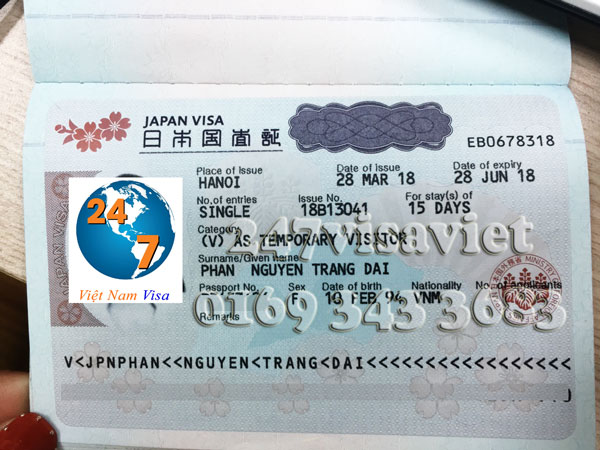 JAPAN VISA
日本国査証
EB0678318
Place of issue Date of issue Date of expiry
HANOI 28 MAR 18 28 JUN 18
No.of entries Issue No. For stay(s) of
SINGLE 18B13041 15 DAYS
247visaviet
Category
(V) AS TEMPORARY VISITOR
Surname/Given name
PHAN NGUYEN TRANG DAI
Passport No. Sex Date of birth Nationality No. of applicants
F 10 FEB 94 VNM
Remarks
24
7
Việt Nam Visa
V<JPNPHAN<<NGUYEN<TRANG<DAI<<<<<<<<<<<<<<<<<